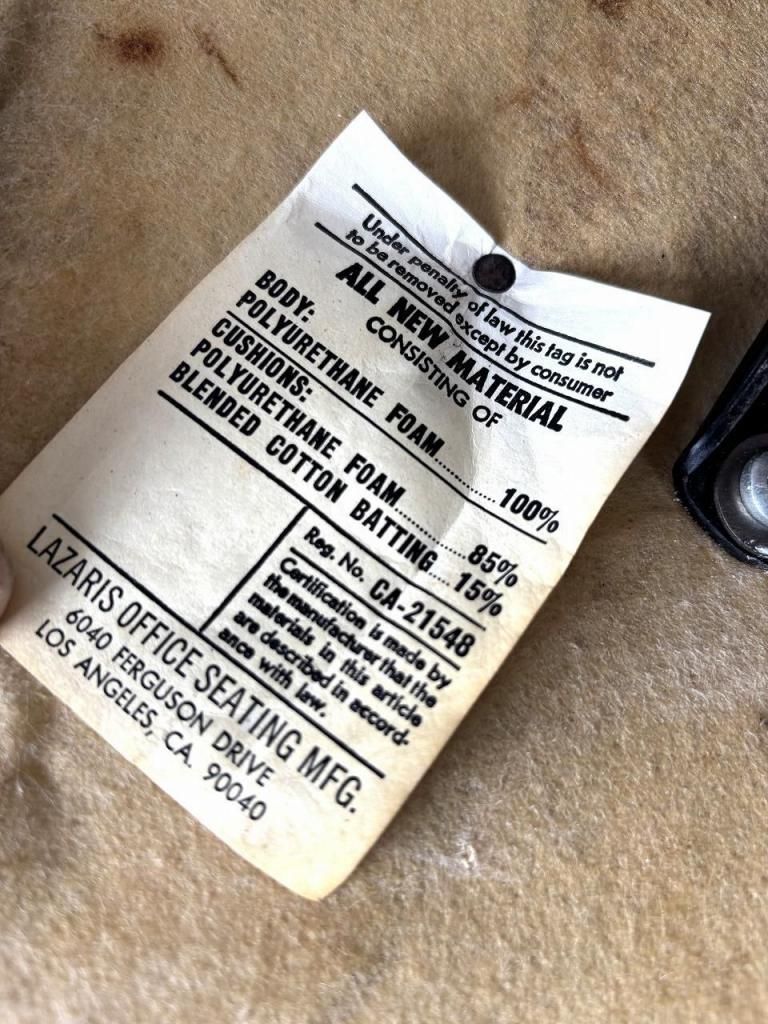 Under penalty of law this tag is not
to be removed except by consumer
ALL NEW MATERIAL
CONSISTING OF
BODY:
POLYURETHANE FOAM..........100%
CUSHIONS:
POLYURETHANE FOAM..........85%
BLENDED COTTON BATTING....15%
Reg. No. CA-21548
Certification is made by
the manufacturer that the
materials in this article
are described in accord-
ance with law.
LAZARIS OFFICE SEATING MFG.
6040 FERGUSON DRIVE
LOS ANGELES, CA. 90040